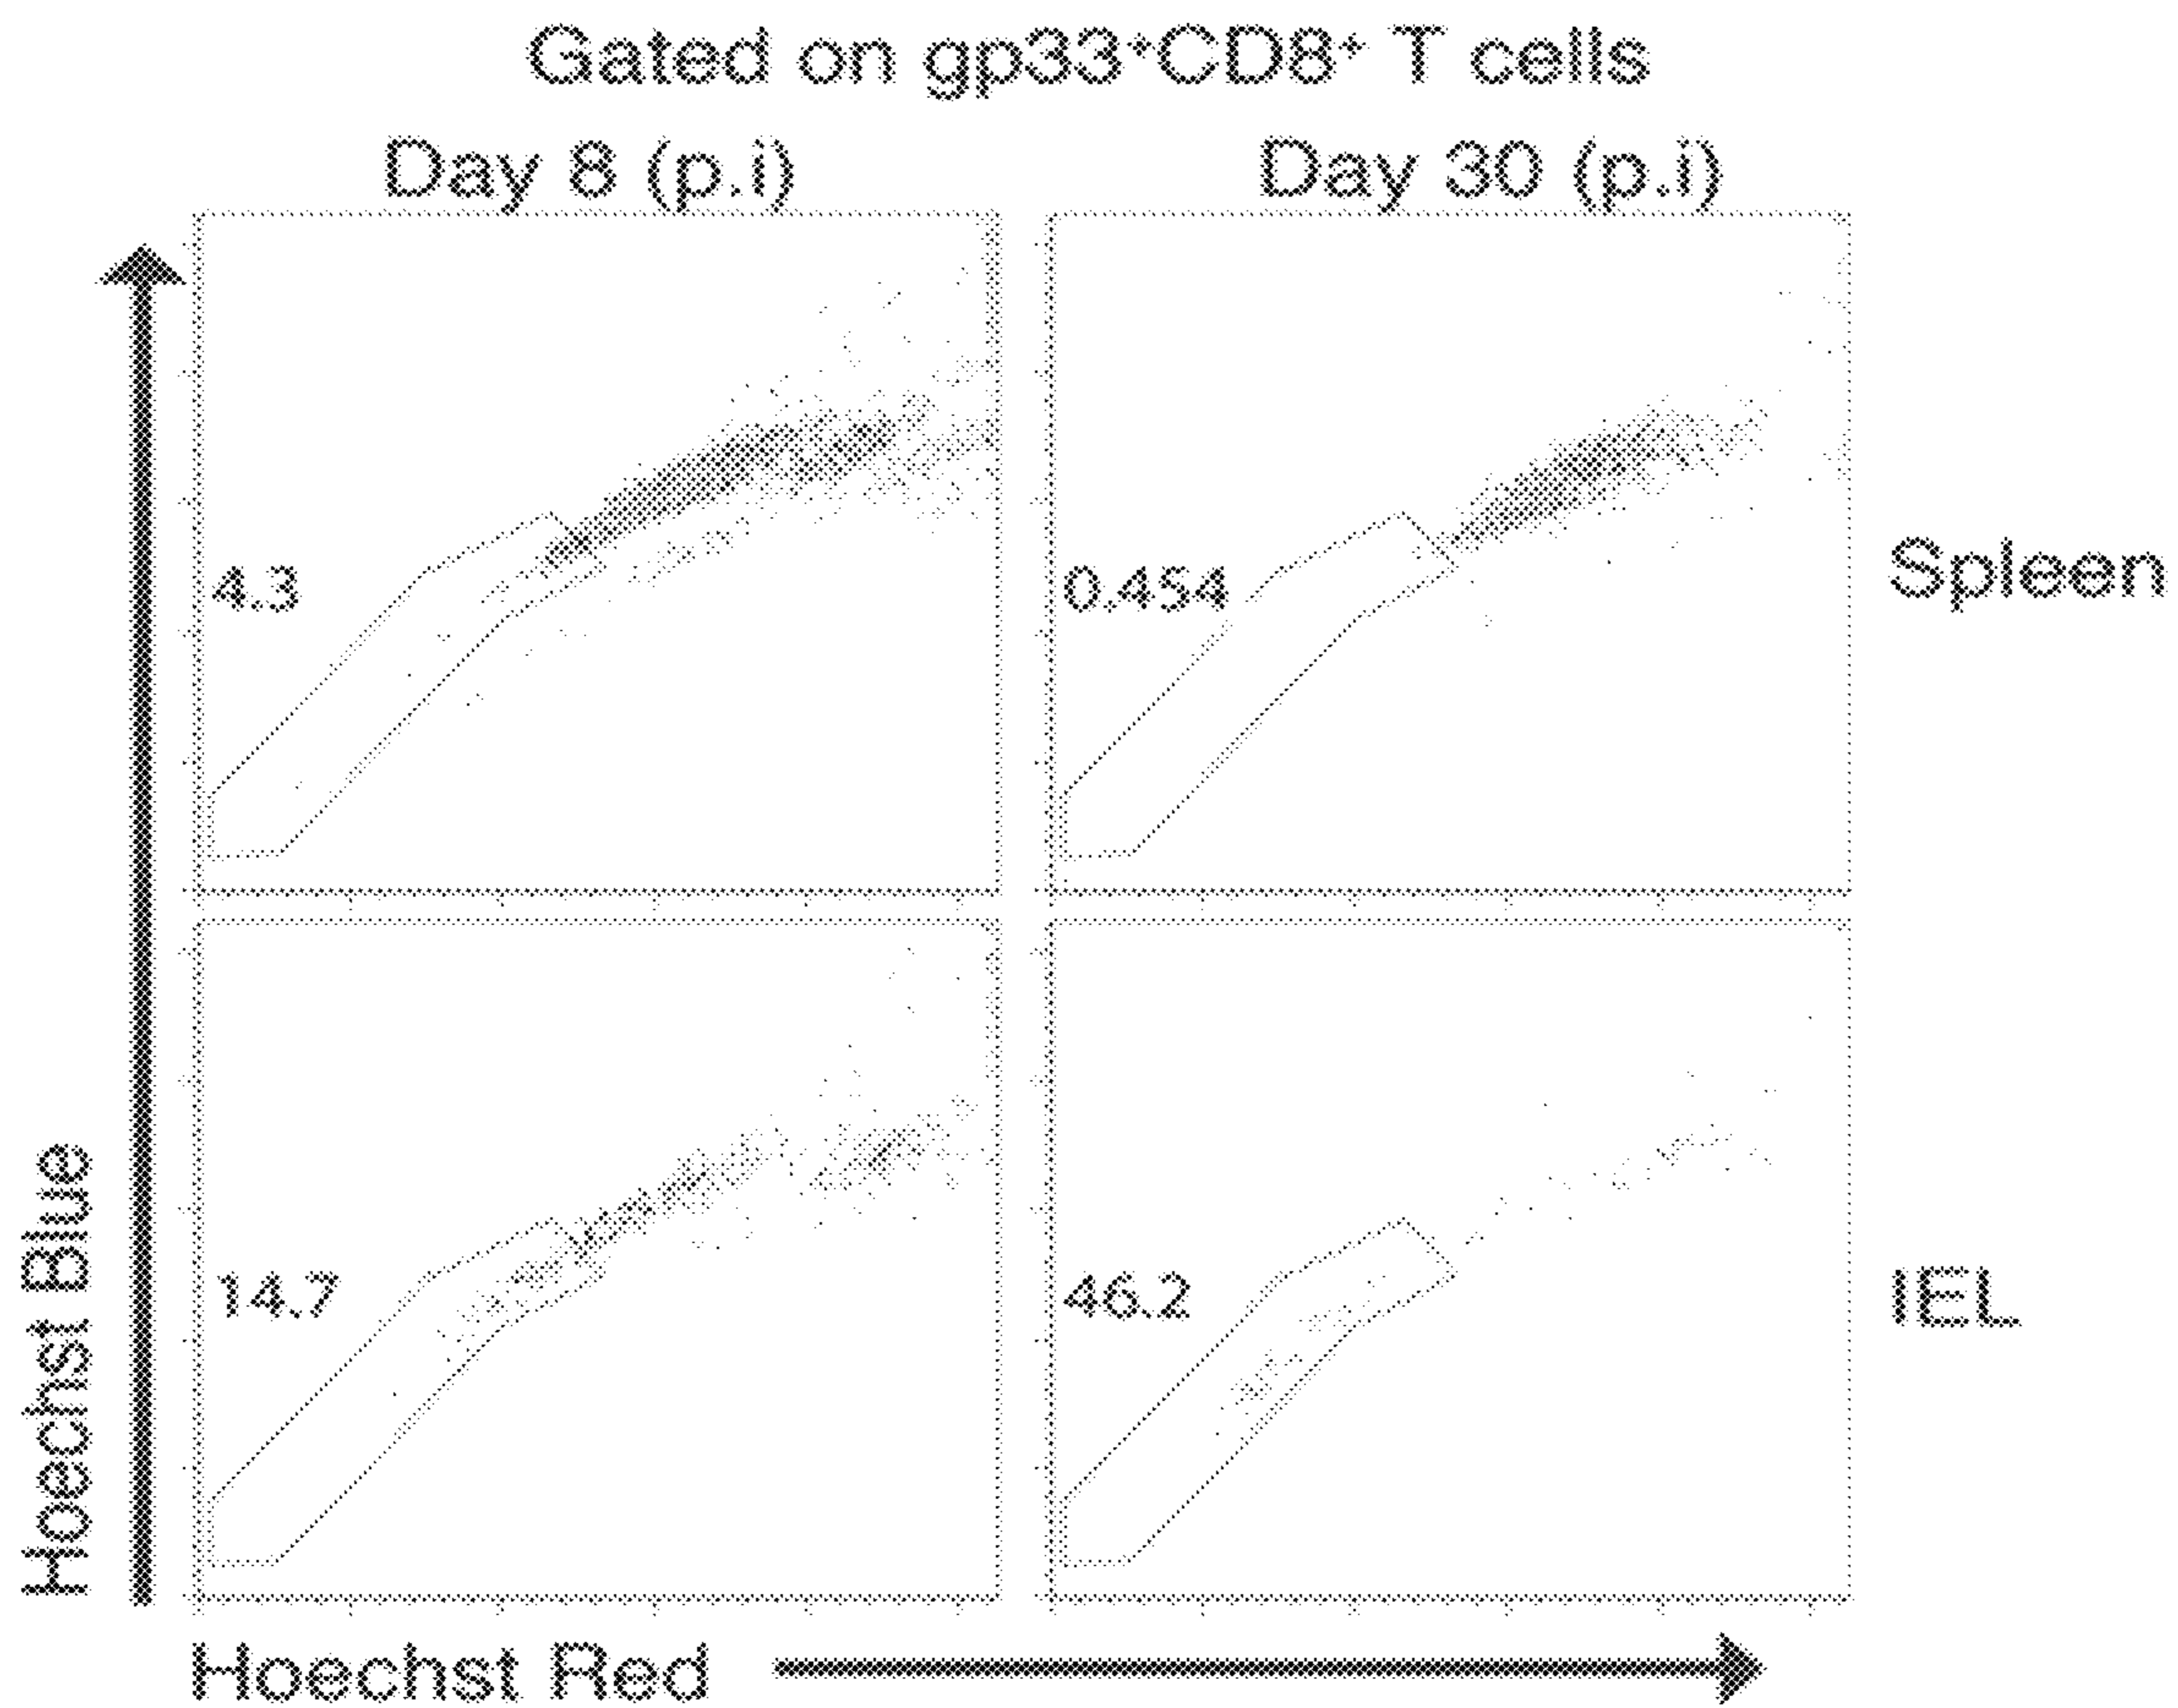 Gated on gp33⁺CD8⁺ T cells
Day 8 (p.i)
Day 30 (p.i)
4.3
0.454
Spleen
14.7
46.2
IEL
Hoechst Blue
Hoechst Red